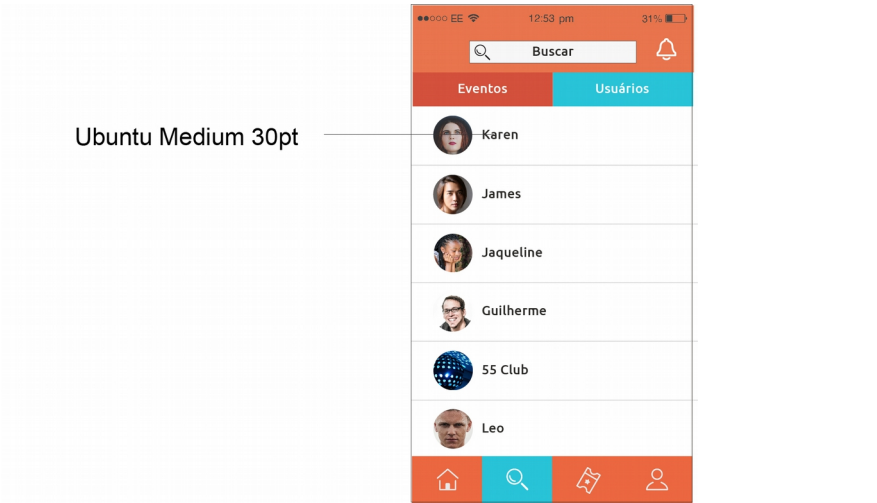 EE 12:53 pm 31%
Buscar
Eventos Usuários
Ubuntu Medium 30pt
Karen
James
Jaqueline
Guilherme
55 Club
Leo